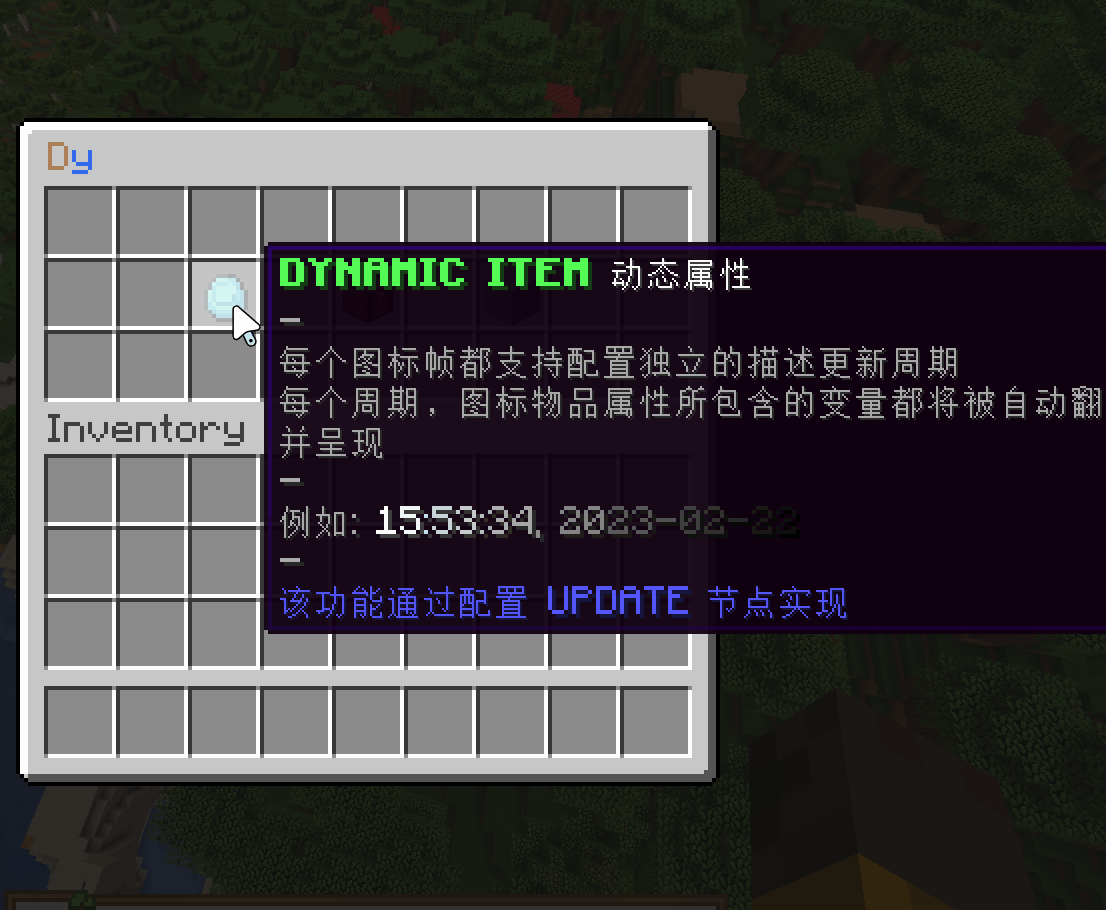 Dy
DYNAMIC ITEM 动态属性
—
每个图标帧都支持配置独立的描述更新周期
每个周期，图标物品属性所包含的变量都将被自动翻
并呈现
Inventory
—
例如: 15:53:34, 2023-02-22
—
该功能通过配置 UPDATE 节点实现